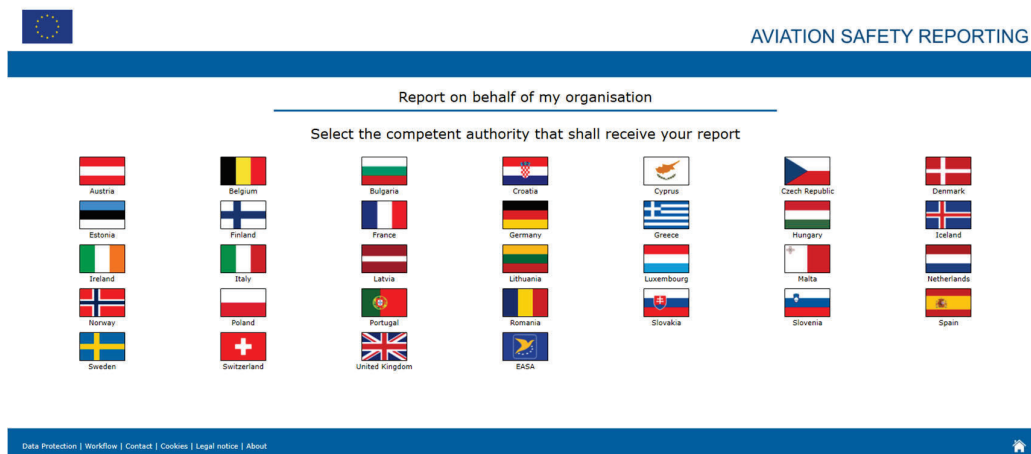 AVIATION SAFETY REPORTING
Report on behalf of my organisation
Select the competent authority that shall receive your report
Austria Belgium Bulgaria Croatia Cyprus Czech Republic Denmark
Estonia Finland France Germany Greece Hungary Iceland
Ireland Italy Latvia Lithuania Luxembourg Malta Netherlands
Norway Poland Portugal Romania Slovakia Slovenia Spain
Sweden Switzerland United Kingdom EASA
Data Protection | Workflow | Contact | Cookies | Legal notice | About